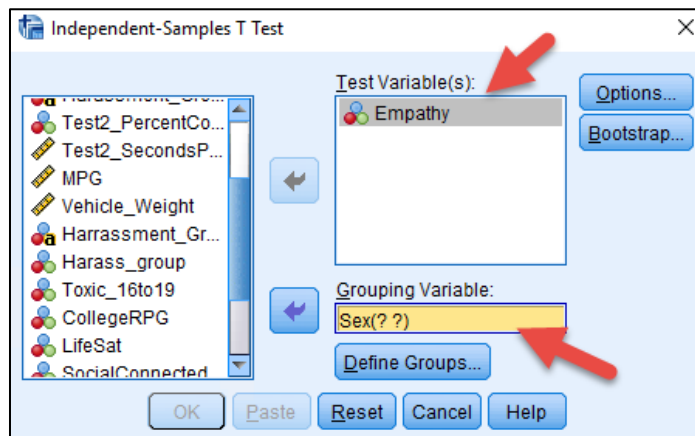 Independent-Samples T Test
Test Variable(s):
Empathy
Options...
Bootstrap...
Test2_PercentCo...
Test2_SecondsP...
MPG
Vehicle_Weight
Harrassment_Gr...
Harass_group
Toxic_16to19
CollegeRPG
LifeSat
SocialConnected
Grouping Variable:
Sex(? ?)
Define Groups...
OK
Paste
Reset
Cancel
Help